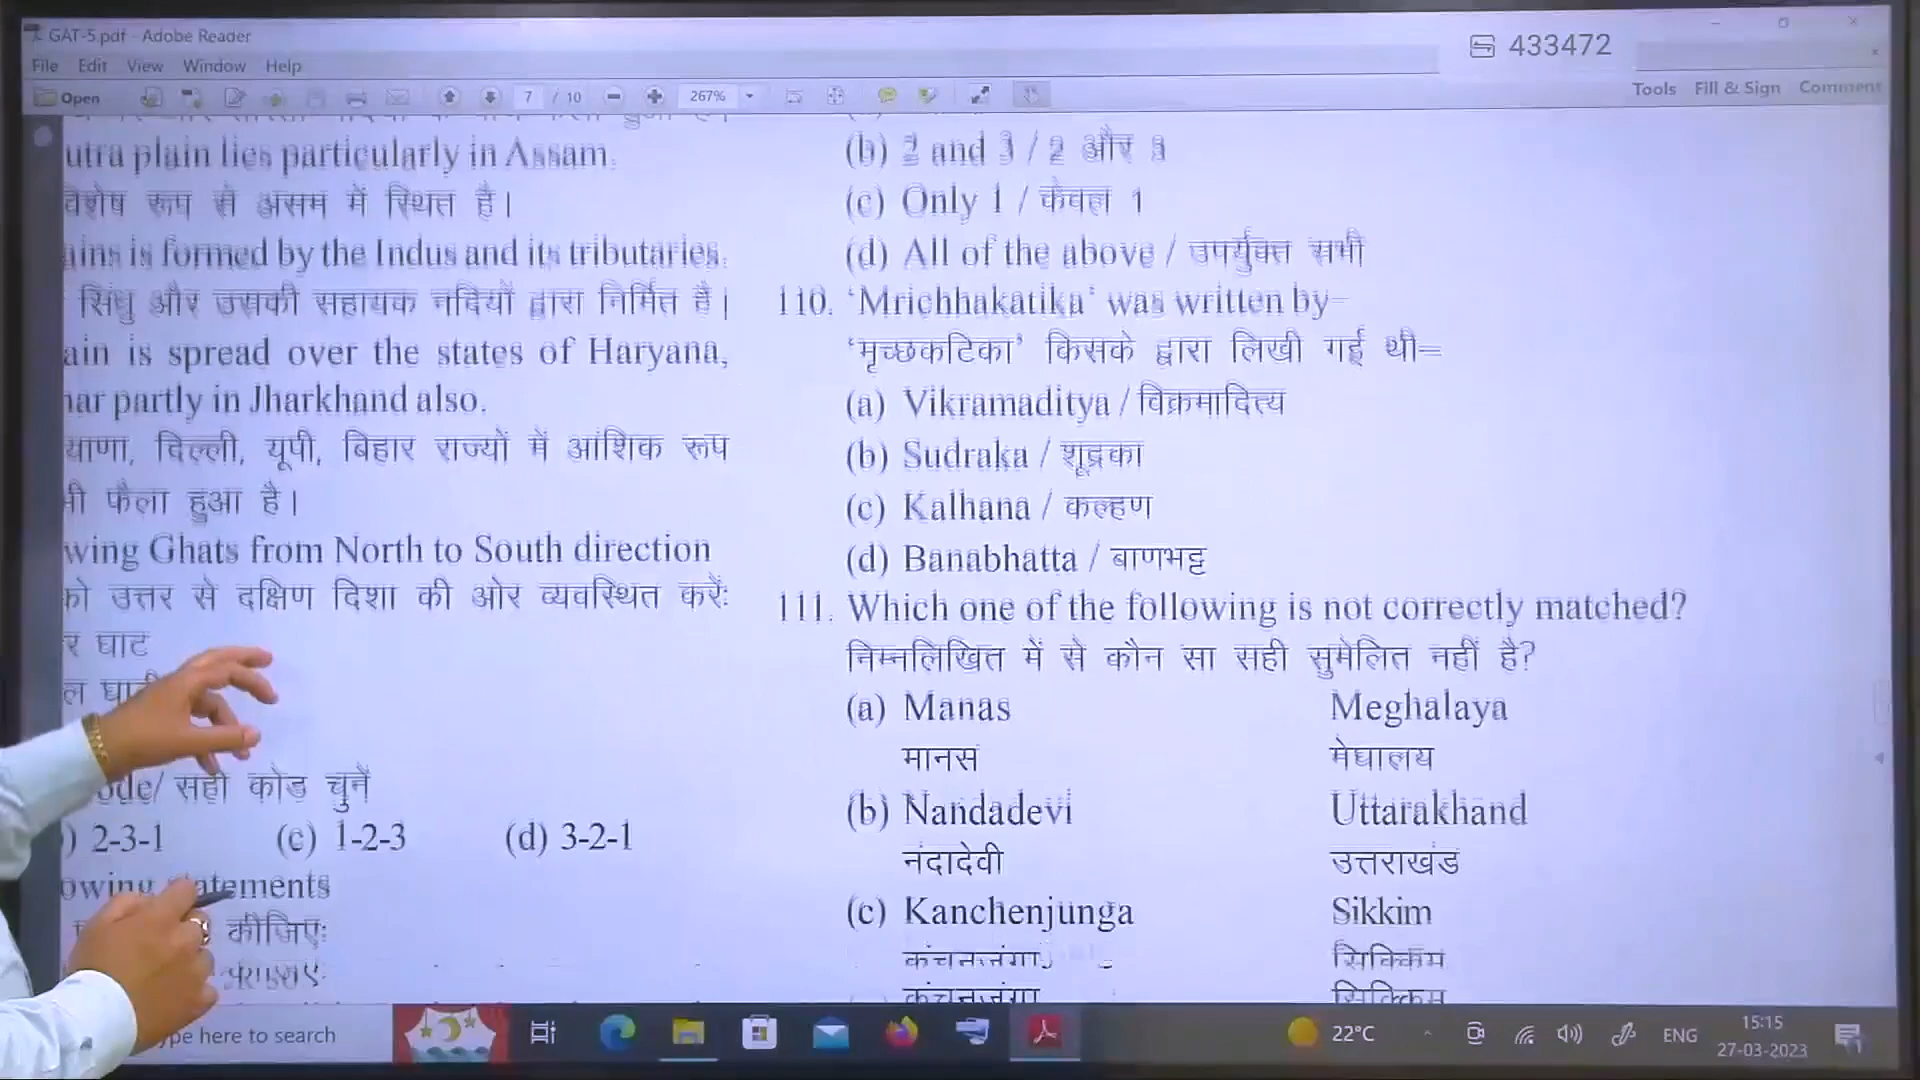 GAT-5.pdf - Adobe Reader
433472
File Edit View Window Help
Open 7 / 10 267% Tools Fill & Sign Comment
utra plain lies particularly in Assam.
विशेष रूप से असम में स्थित है।
ains is formed by the Indus and its tributaries.
सिंधु और उसकी सहायक नदियों द्वारा निर्मित है।
ain is spread over the states of Haryana,
har partly in Jharkhand also.
याणा, दिल्ली, यूपी, बिहार राज्यों में आंशिक रूप
भी फैला हुआ है।
wing Ghats from North to South direction
को उत्तर से दक्षिण दिशा की ओर व्यवस्थित करेंः
र घाट
ल घाट
ode/ सही कोड चुनें
) 2-3-1 (c) 1-2-3 (d) 3-2-1
owing statements
कीजिएः
(b) 2 and 3 / 2 और 3
(c) Only 1 / केवल 1
(d) All of the above / उपर्युक्त सभी
110. 'Mrichhakatika' was written by–
'मृच्छकटिका' किसके द्वारा लिखी गई थी–
(a) Vikramaditya / विक्रमादित्य
(b) Sudraka / शूद्रका
(c) Kalhana / कल्हण
(d) Banabhatta / बाणभट्ट
111. Which one of the following is not correctly matched?
निम्नलिखित में से कौन सा सही सुमेलित नहीं है?
(a) Manas Meghalaya
मानस मेघालय
(b) Nandadevi Uttarakhand
नंदादेवी उत्तराखंड
(c) Kanchenjunga Sikkim
कंचनजंगा सिक्किम
कंचनजंगा सिक्किम
ype here to search 22°C ENG 15:15
27-03-2023